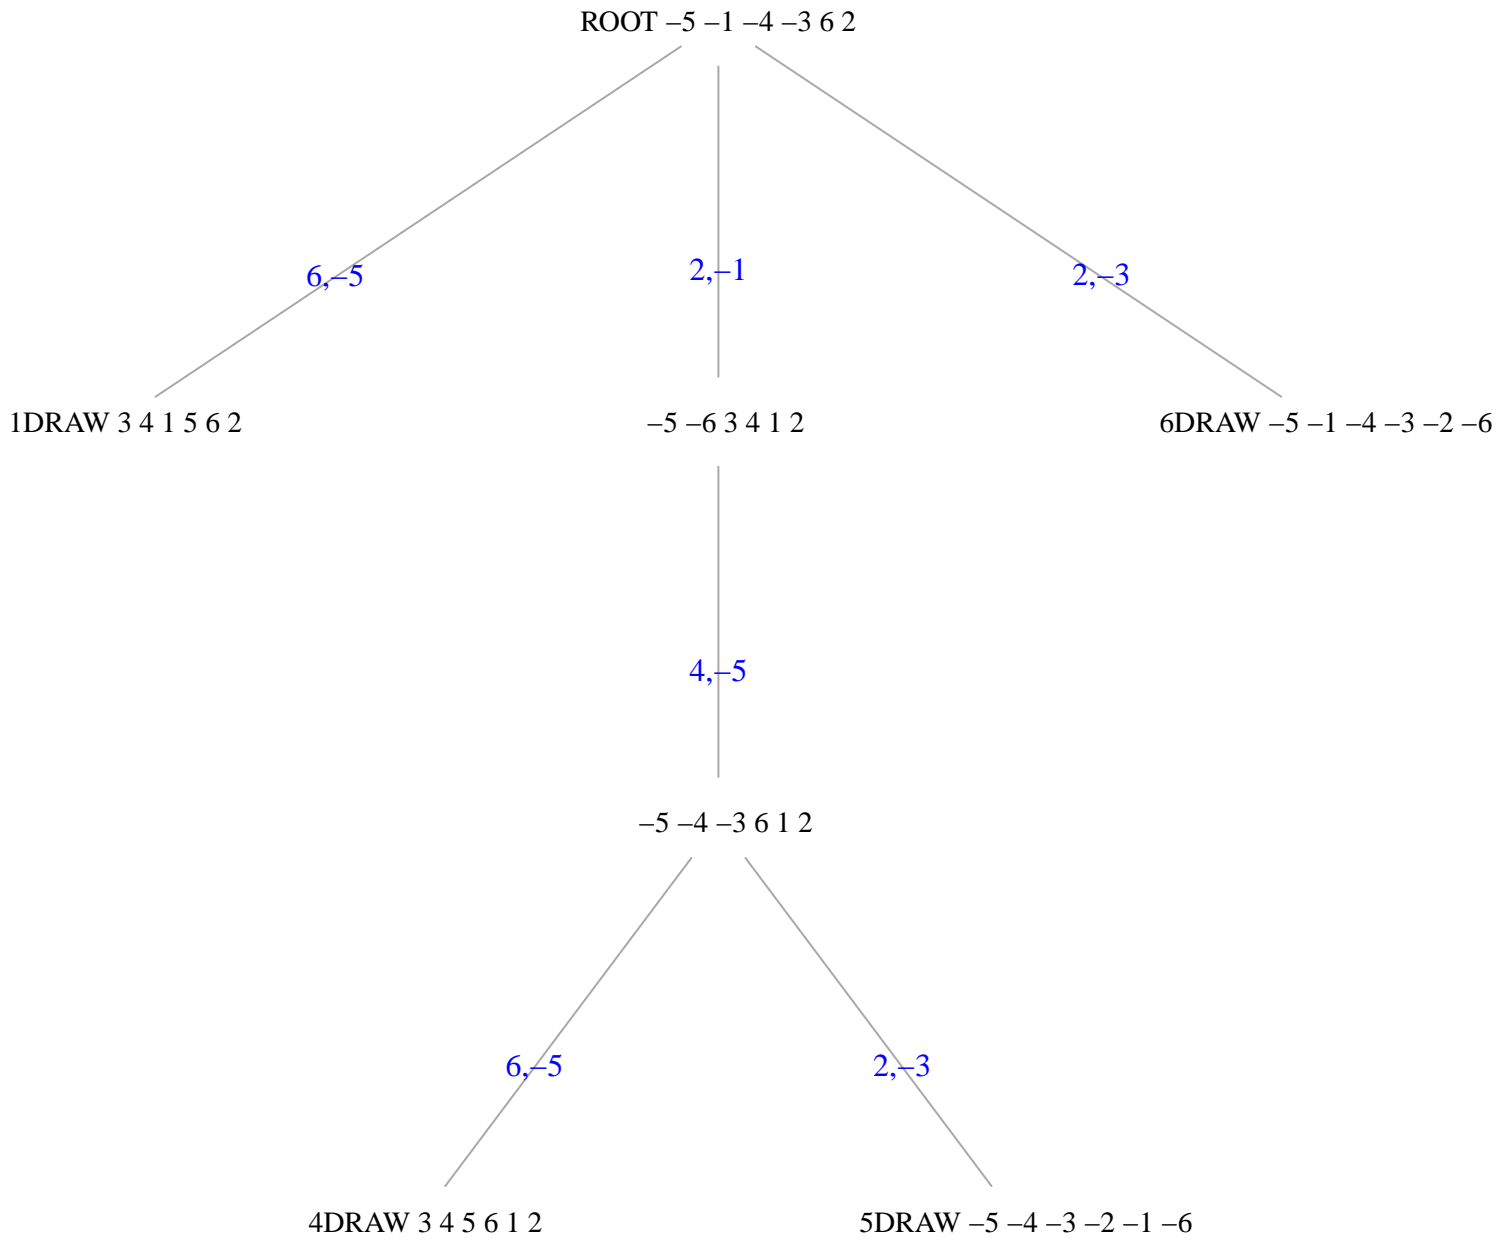 ROOT –5 –1 –4 –3 6 2
6,–5
2,–1
2,–3
1DRAW 3 4 1 5 6 2
–5 –6 3 4 1 2
6DRAW –5 –1 –4 –3 –2 –6
4,–5
–5 –4 –3 6 1 2
6,–5
2,–3
4DRAW 3 4 5 6 1 2
5DRAW –5 –4 –3 –2 –1 –6